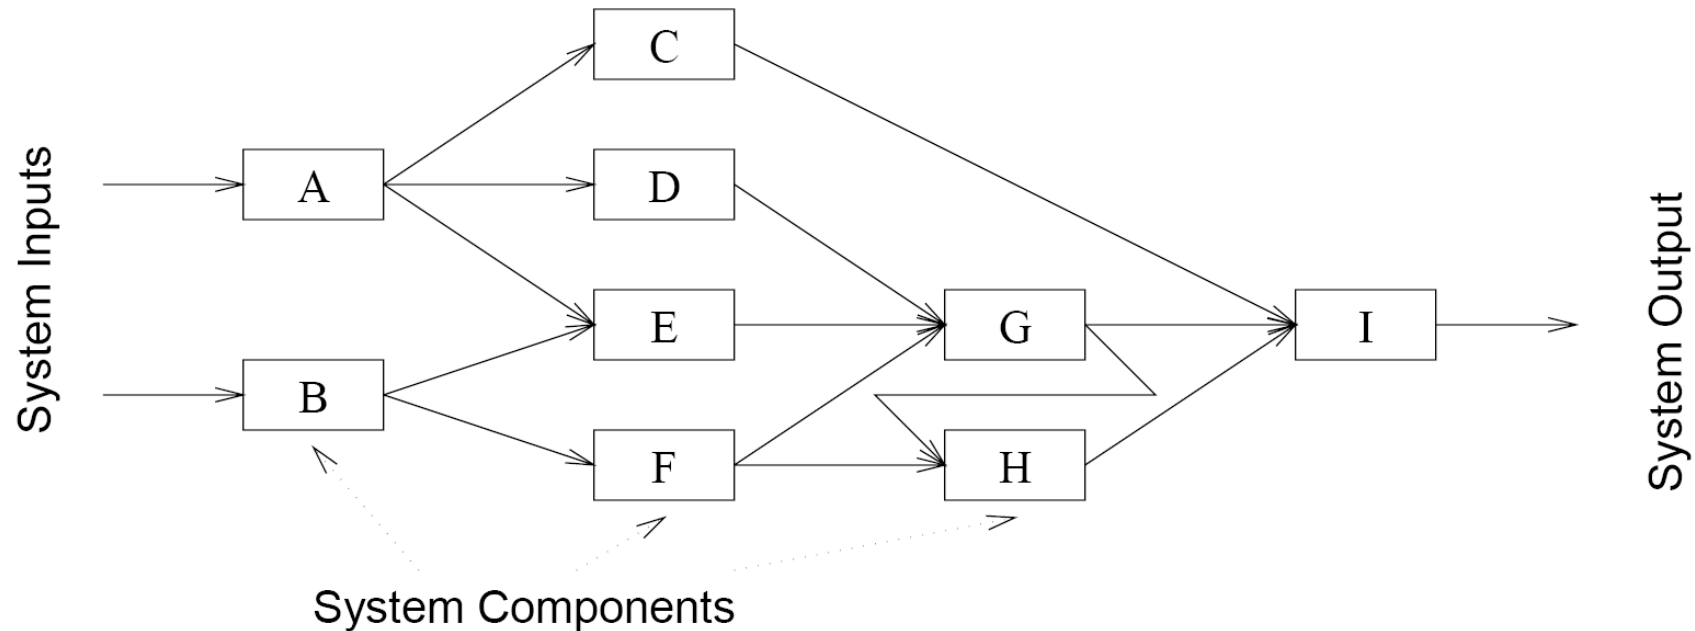 System Inputs
A
B
C
D
E
F
G
H
I
System Output
System Components